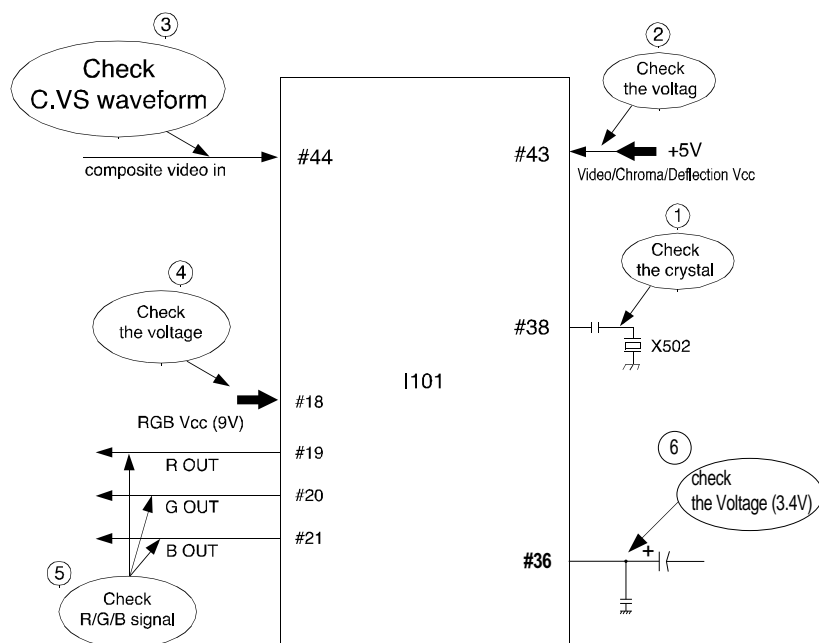 3
Check
C.VS waveform
composite video in
#44
2
Check
the voltag
#43
+5V
Video/Chroma/Deflection Vcc
1
Check
the crystal
#38
X502
4
Check
the voltage
#18
RGB Vcc (9V)
I101
#19
R OUT
#20
G OUT
#21
B OUT
5
Check
R/G/B signal
6
check
the Voltage (3.4V)
#36
+